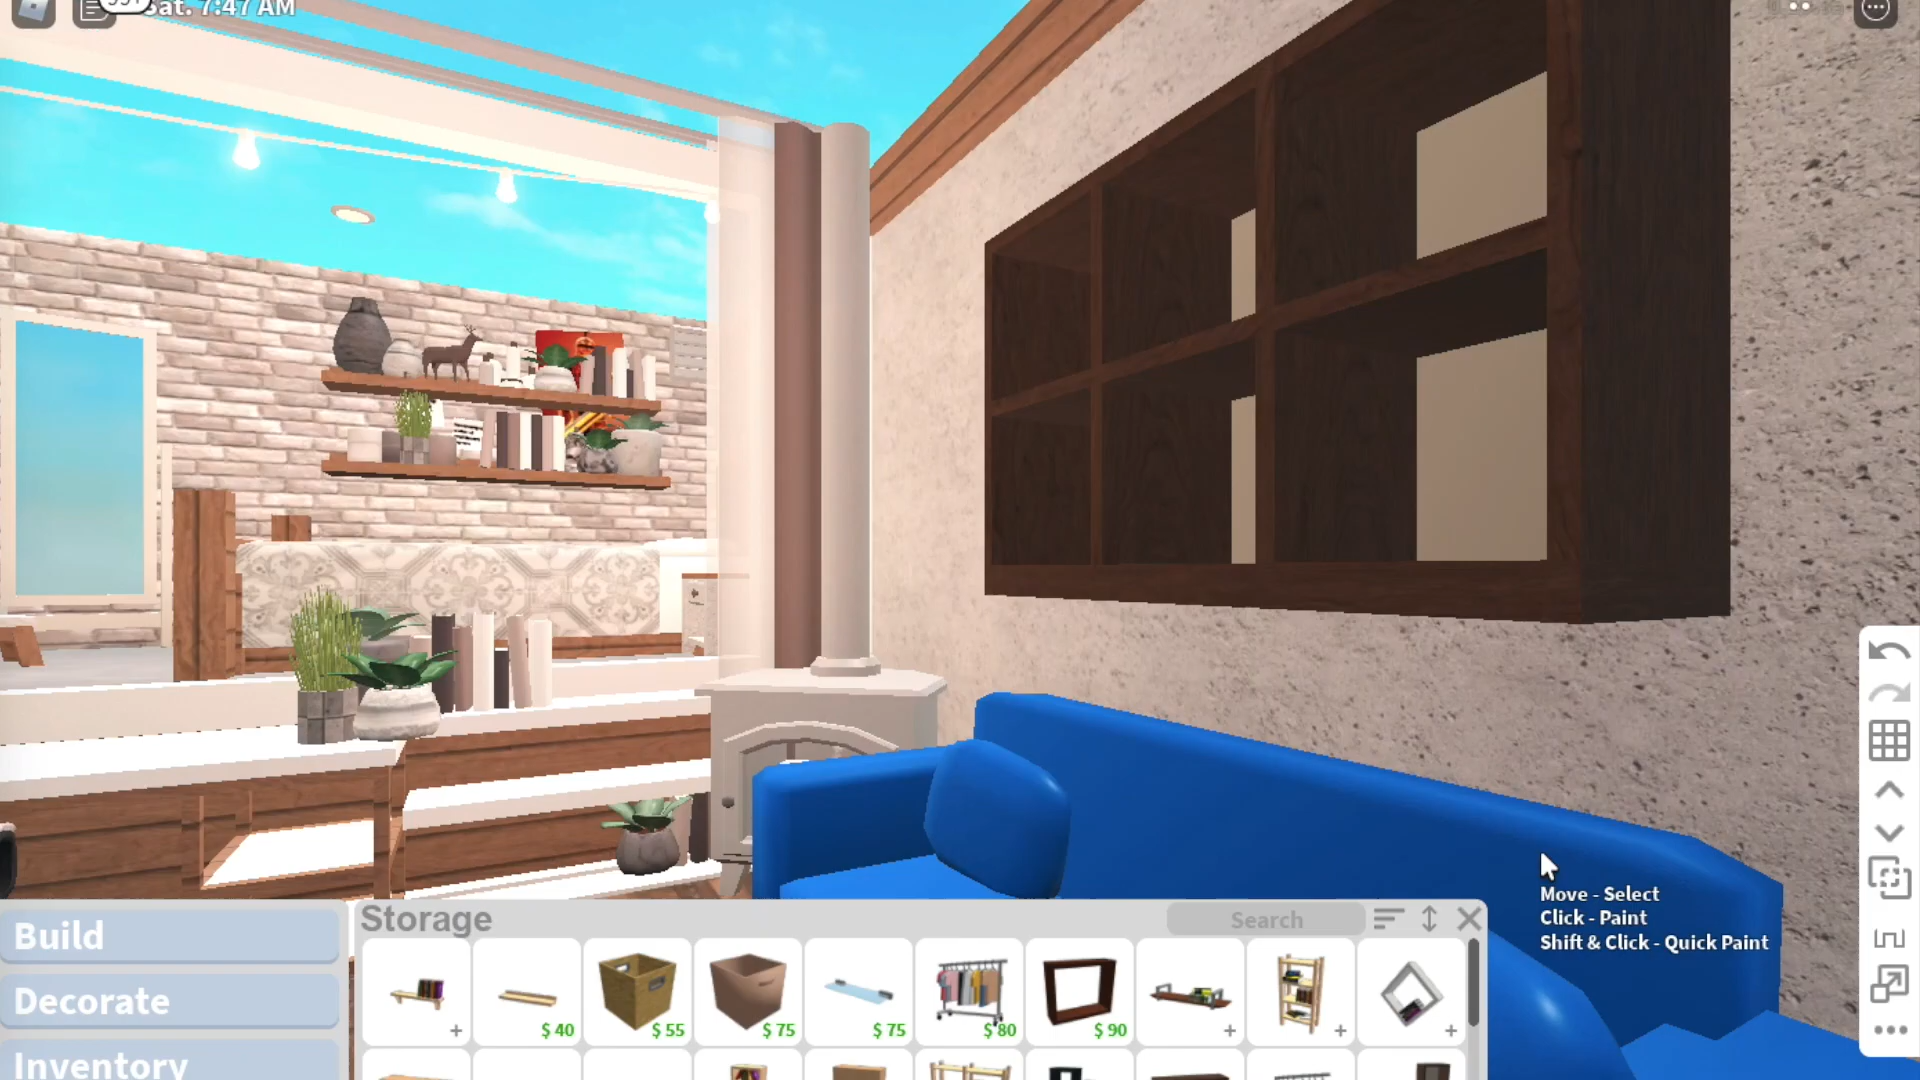 Sat. 7:47 AM
Move - Select
Click - Paint
Shift & Click - Quick Paint
Build
Decorate
Inventory
Storage
Search
$ 40
$ 55
$ 75
$ 75
$ 80
$ 90